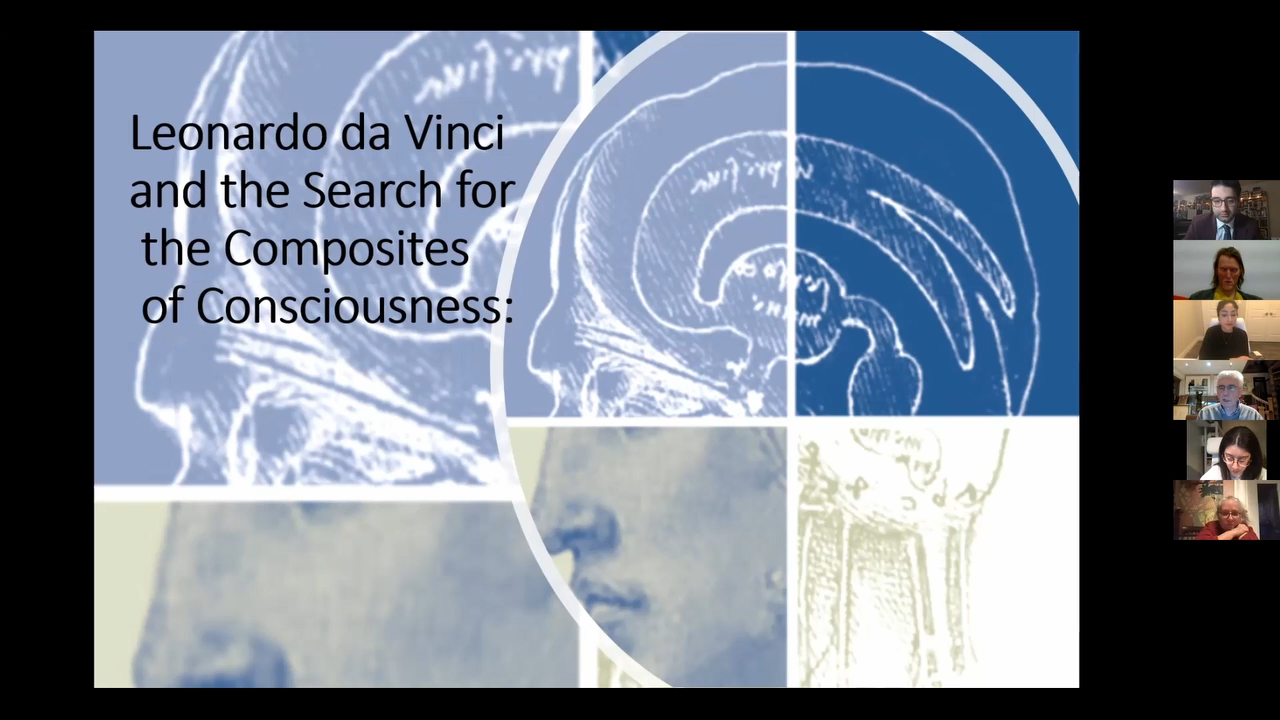 Leonardo da Vinci
and the Search for
the Composites
of Consciousness: